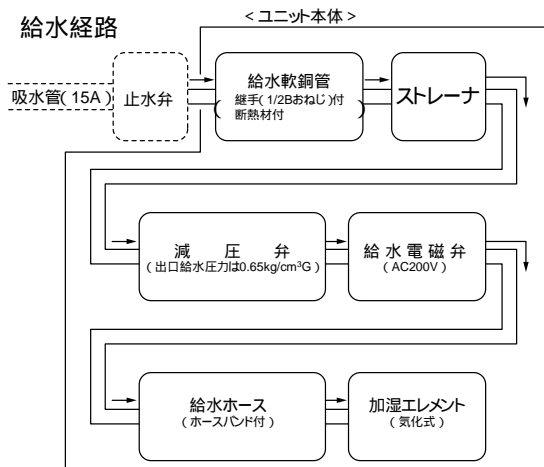 給水経路
<ユニット本体>
吸水管(15A)
止水弁
給水軟銅管
(継手(1/2Bおねじ)付
断熱材付)
ストレーナ
減圧弁
(出口給水圧力は0.65kg/cm³G)
給水電磁弁
(AC200V)
給水ホース
(ホースバンド付)
加湿エレメント
(気化式)